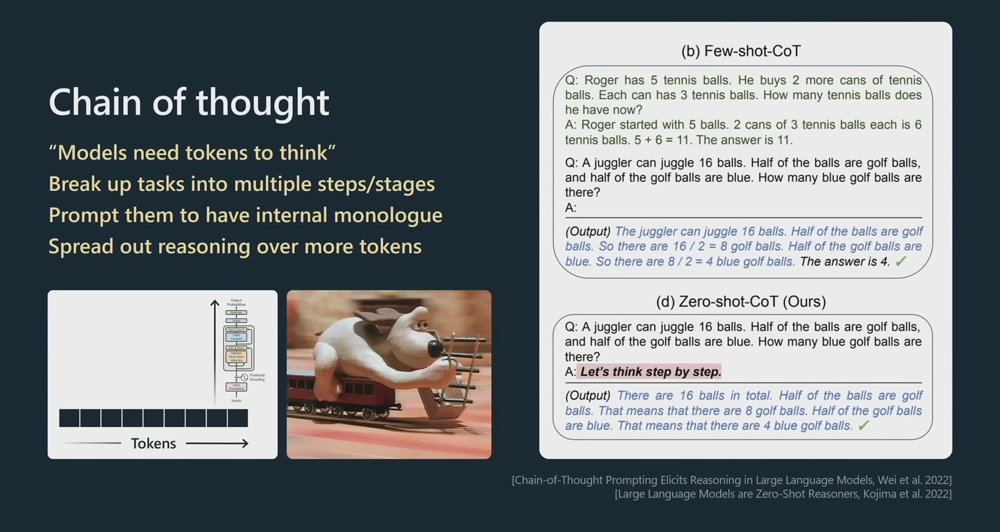 Chain of thought
“Models need tokens to think”
Break up tasks into multiple steps/stages
Prompt them to have internal monologue
Spread out reasoning over more tokens
Output
Probabilities
Softmax
Linear
Add & Norm
Feed
Forward
Add & Norm
Masked
Multi-Head
Attention
Positional
Encoding
Input
Embedding
Inputs
Tokens
(b) Few-shot-CoT
Q: Roger has 5 tennis balls. He buys 2 more cans of tennis
balls. Each can has 3 tennis balls. How many tennis balls does
he have now?
A: Roger started with 5 balls. 2 cans of 3 tennis balls each is 6
tennis balls. 5 + 6 = 11. The answer is 11.
Q: A juggler can juggle 16 balls. Half of the balls are golf balls,
and half of the golf balls are blue. How many blue golf balls are
there?
A:
(Output) The juggler can juggle 16 balls. Half of the balls are golf
balls. So there are 16 / 2 = 8 golf balls. Half of the golf balls are
blue. So there are 8 / 2 = 4 blue golf balls. The answer is 4. ✓
(d) Zero-shot-CoT (Ours)
Q: A juggler can juggle 16 balls. Half of the balls are golf balls,
and half of the golf balls are blue. How many blue golf balls are
there?
A: Let’s think step by step.
(Output) There are 16 balls in total. Half of the balls are golf
balls. That means that there are 8 golf balls. Half of the golf balls
are blue. That means that there are 4 blue golf balls. ✓
[Chain-of-Thought Prompting Elicits Reasoning in Large Language Models, Wei et al. 2022]
[Large Language Models are Zero-Shot Reasoners, Kojima et al. 2022]